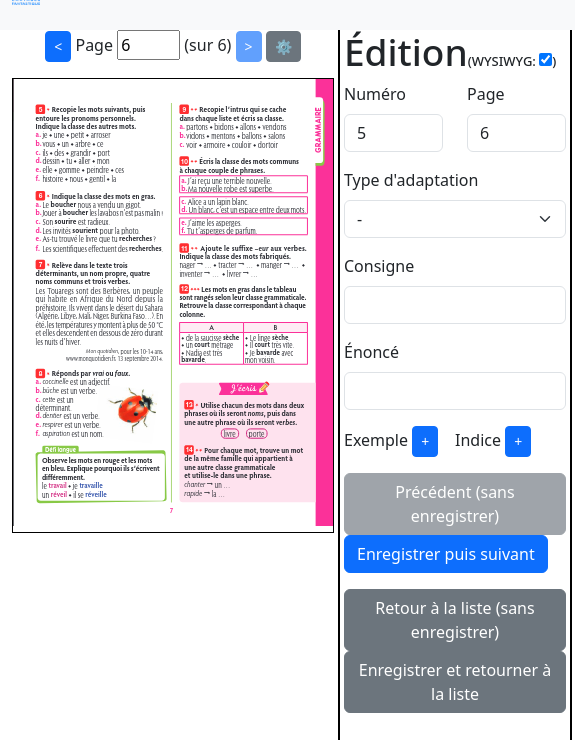 < Page 6 (sur 6) > ⚙️
5 • Recopie les mots suivants, puis
entoure les pronoms personnels.
Indique la classe des autres mots.
a. je • une • petit • arroser
b. vous • un • arbre • ce
c. ils • des • grandir • port
d. dessin • tu • aller • mon
e. elle • gomme • peindre • ces
f. histoire • nous • gentil • la
6 • Indique la classe des mots en gras.
a. Le boucher nous a vendu un gigot.
b. Jouer à boucher les lavabos n'est pas malin
c. Son sourire est radieux.
d. Les invités sourient pour la photo.
e. As-tu trouvé le livre que tu recherches ?
f. Les scientifiques effectuent des recherches.
7 • Relève dans le texte trois
déterminants, un nom propre, quatre
noms communs et trois verbes.
Les Touaregs sont des Berbères, un peuple
qui habite en Afrique du Nord depuis la
préhistoire. Ils vivent dans le désert du Sahara
(Algérie, Libye, Mali, Niger, Burkina Faso…). En
été, les températures y montent à plus de 50 °C
et elles descendent en dessous de zéro durant
les nuits d'hiver.
Mon quotidien, pour les 10-14 ans,
www.monquotidien.fr, 13 septembre 2014.
8 • Réponds par vrai ou faux.
a. coccinelle est un adjectif.
b. bûche est un verbe.
c. cette est un
déterminant.
d. dentier est un verbe.
e. respirer est un verbe.
f. aspiration est un nom.
Défi langue
Observe les mots en rouge et les mots
en bleu. Explique pourquoi ils s'écrivent
différemment.
le travail • je travaille
un réveil • il se réveille
9 •• Recopie l'intrus qui se cache
dans chaque liste et écris sa classe.
a. partons • bidons • allons • vendons
b. vidons • mentons • ballons • salons
c. voir • armoire • couloir • dortoir
10 •• Écris la classe des mots communs
à chaque couple de phrases.
a. J'ai reçu une terrible nouvelle.
b. Ma nouvelle robe est superbe.
c. Alice a un lapin blanc.
d. Un blanc, c'est un espace entre deux mots.
e. J'aime les asperges.
f. Tu t'asperges de parfum.
11 •• Ajoute le suffixe –eur aux verbes.
Indique la classe des mots fabriqués.
nager → … • tracter → … • manger → … •
inventer → … • livrer → …
12 ••• Les mots en gras dans le tableau
sont rangés selon leur classe grammaticale.
Retrouve la classe correspondant à chaque
colonne.
A B
• de la saucisse sèche • Le linge sèche.
• un court métrage • Il court très vite.
• Nadia est très • Je bavarde avec
bavarde. mon voisin.
J'écris
13 • Utilise chacun des mots dans deux
phrases où ils seront noms, puis dans
une autre phrase où ils seront verbes.
livre porte
14 •• Pour chaque mot, trouve un mot
de la même famille qui appartient à
une autre classe grammaticale
et utilise-le dans une phrase.
chanter → un …
rapide → la …
7
GRAMMAIRE
Édition (WYSIWYG: )
Numéro Page
5 6
Type d'adaptation
-
Consigne
Énoncé
Exemple + Indice +
Précédent (sans
enregistrer)
Enregistrer puis suivant
Retour à la liste (sans
enregistrer)
Enregistrer et retourner à
la liste